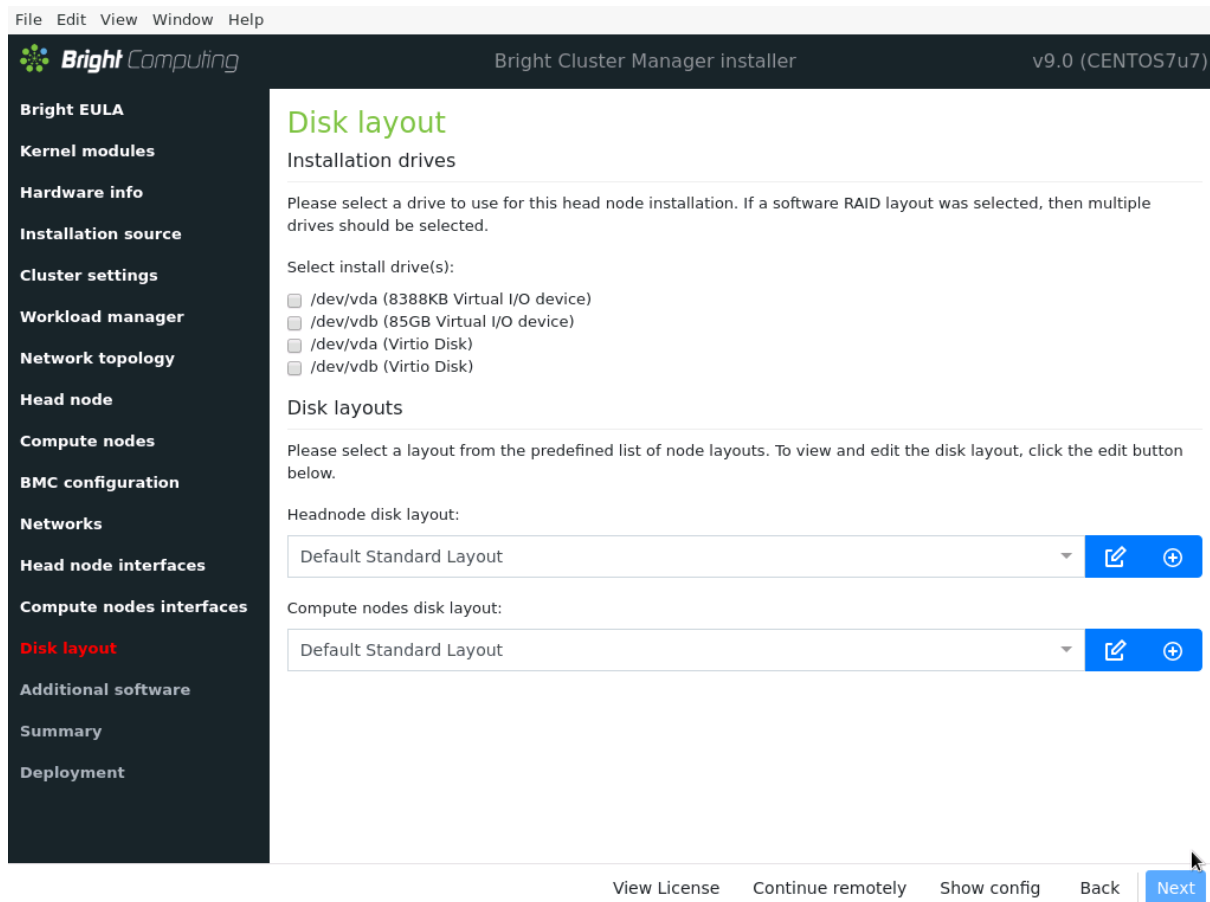 File Edit View Window Help
Bright Computing
Bright Cluster Manager installer
v9.0 (CENTOS7u7)
Bright EULA
Kernel modules
Hardware info
Installation source
Cluster settings
Workload manager
Network topology
Head node
Compute nodes
BMC configuration
Networks
Head node interfaces
Compute nodes interfaces
Disk layout
Additional software
Summary
Deployment
Disk layout
Installation drives
Please select a drive to use for this head node installation. If a software RAID layout was selected, then multiple
drives should be selected.
Select install drive(s):
/dev/vda (8388KB Virtual I/O device)
/dev/vdb (85GB Virtual I/O device)
/dev/vda (Virtio Disk)
/dev/vdb (Virtio Disk)
Disk layouts
Please select a layout from the predefined list of node layouts. To view and edit the disk layout, click the edit button
below.
Headnode disk layout:
Default Standard Layout
Compute nodes disk layout:
Default Standard Layout
View License Continue remotely Show config Back Next